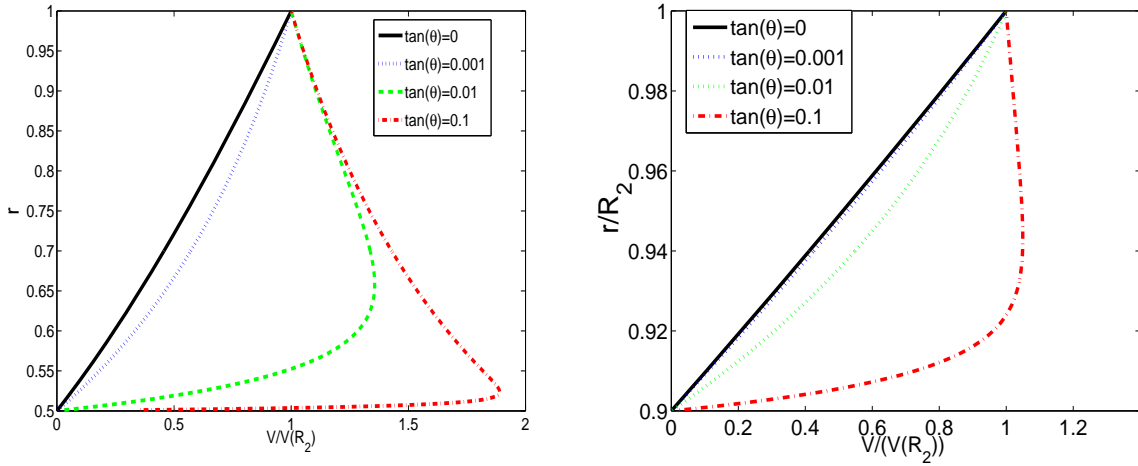 1
0.95
0.9
0.85
0.8
0.75
0.7
0.65
0.6
0.55
0.5
r
0 0.5 1 1.5 2
V/V(R₂)
tan(θ)=0
tan(θ)=0.001
tan(θ)=0.01
tan(θ)=0.1
1
0.98
0.96
0.94
0.92
0.9
r/R₂
0 0.2 0.4 0.6 0.8 1 1.2
V/(V(R₂))
tan(θ)=0
tan(θ)=0.001
tan(θ)=0.01
tan(θ)=0.1